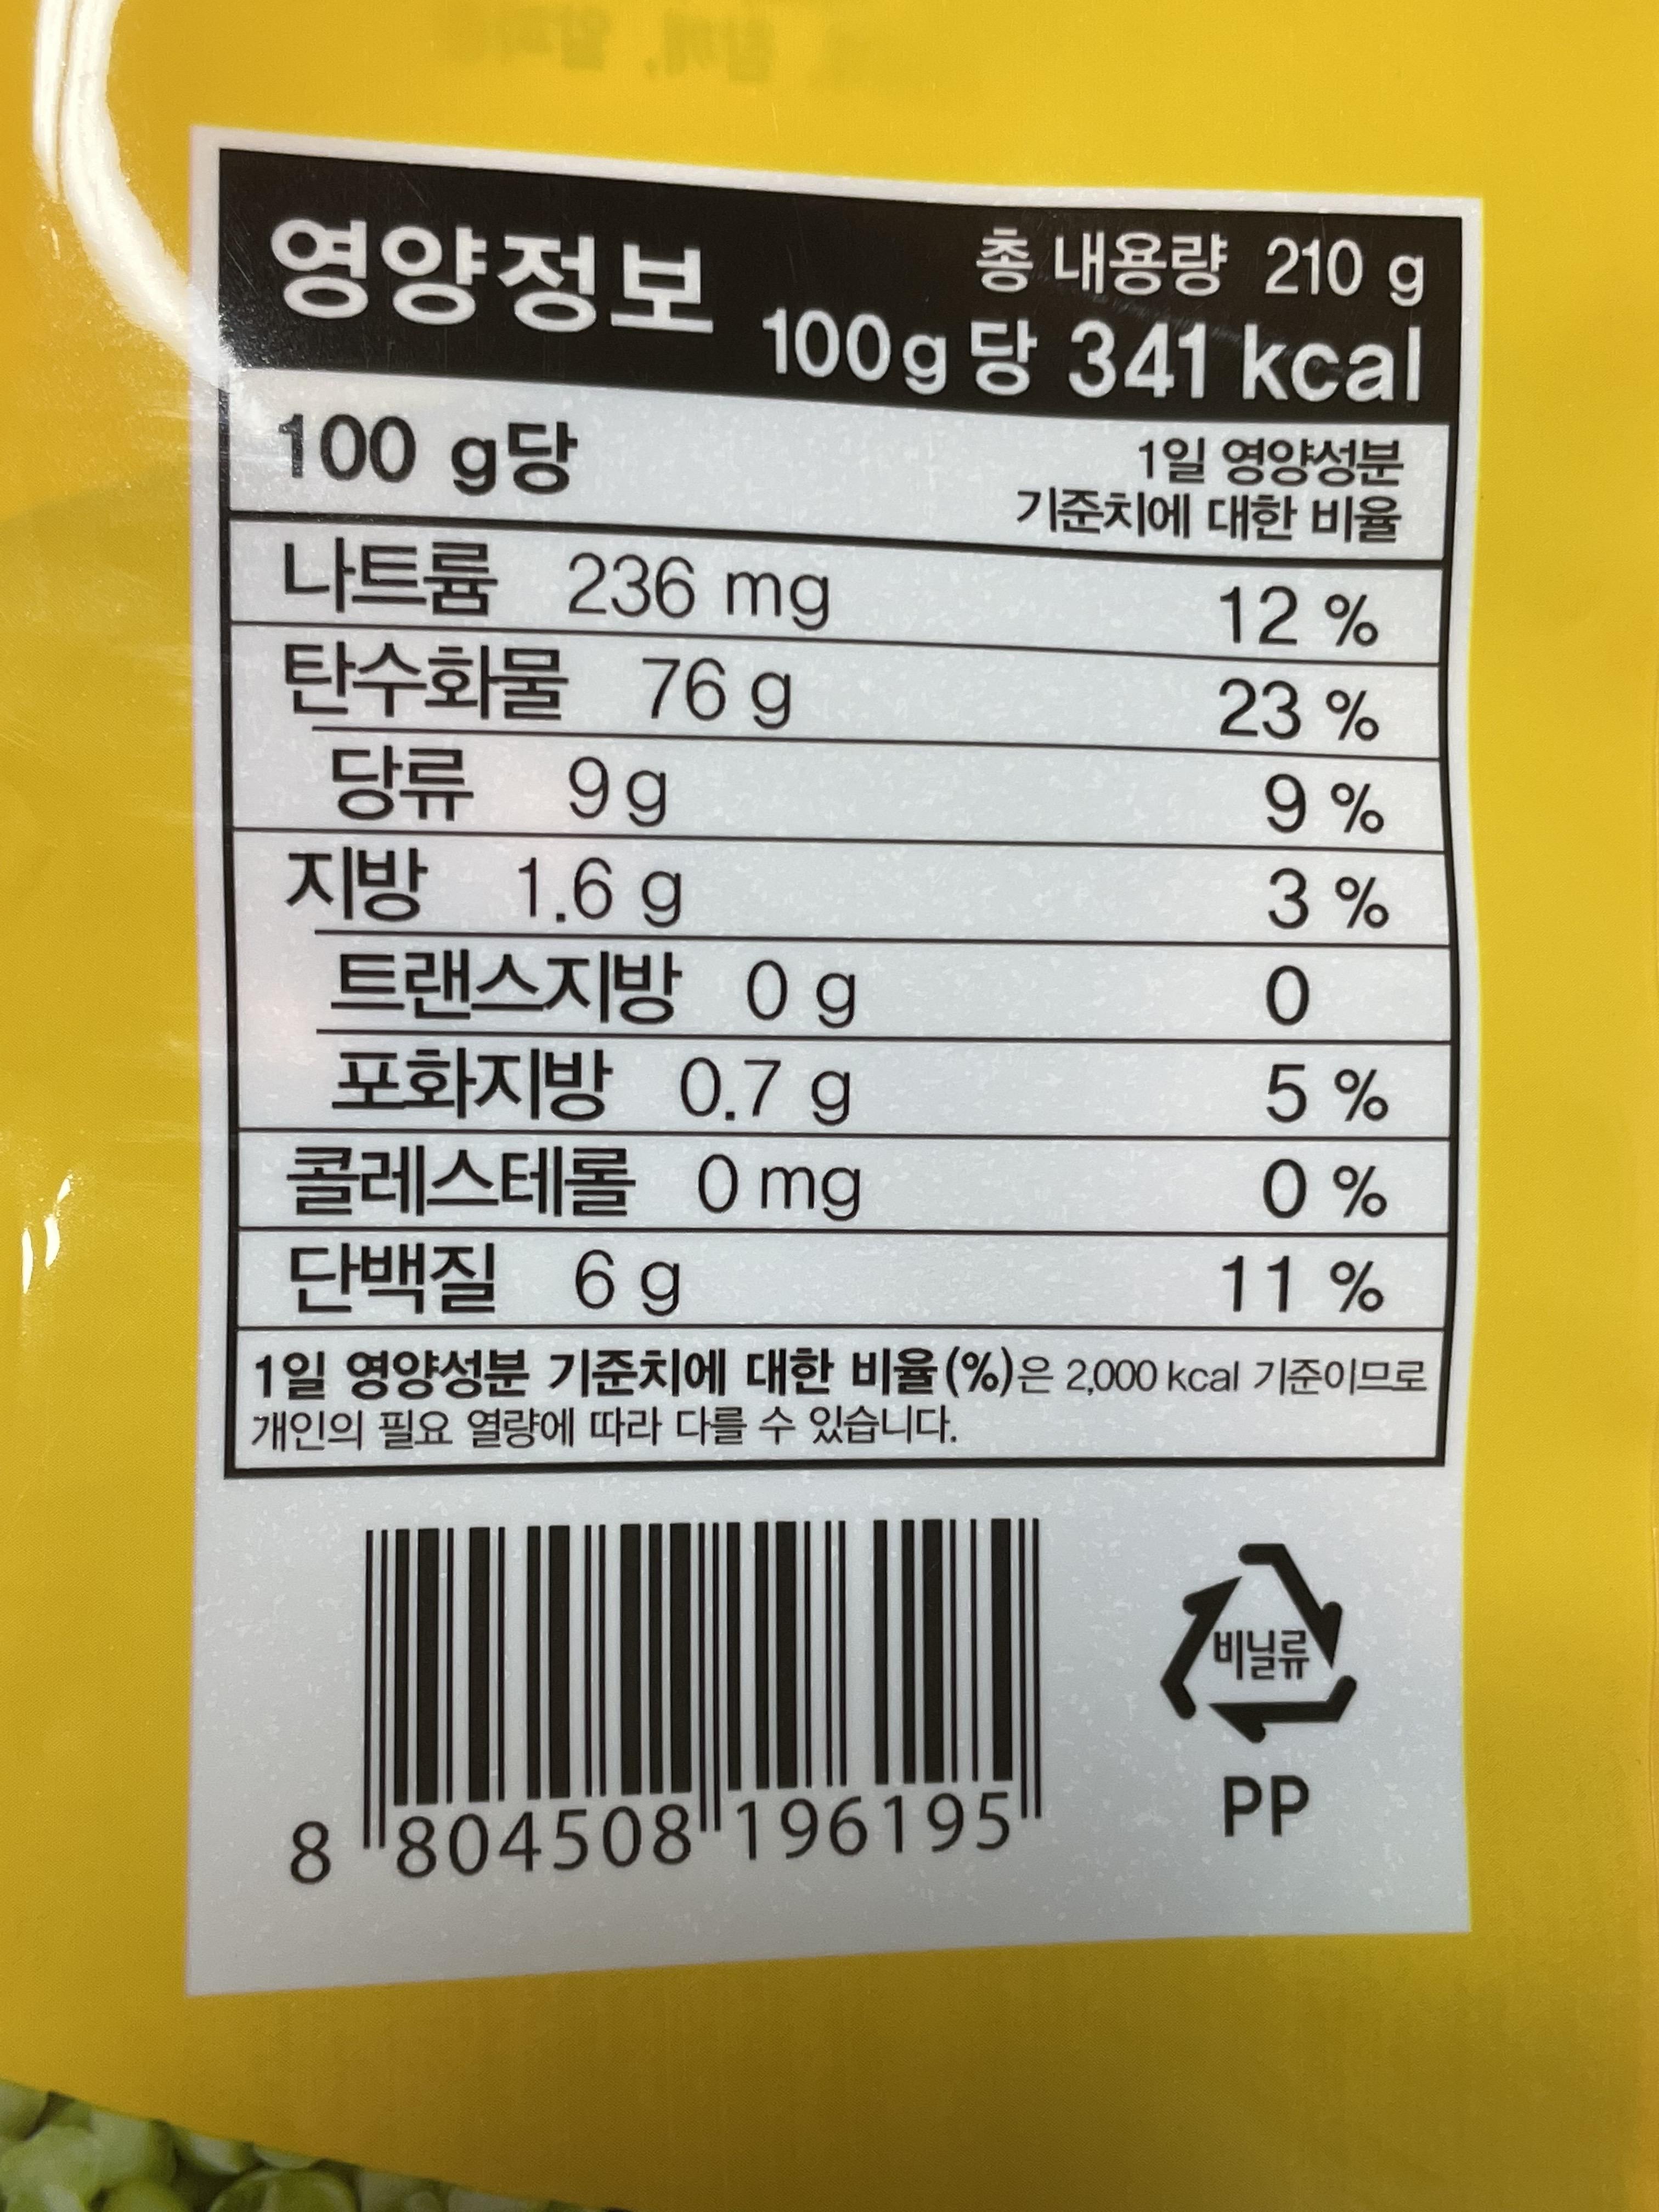 영양정보
총 내용량 210 g
100g 당 341 kcal
100 g당
1일 영양성분
기준치에 대한 비율
나트륨 236 mg 12 %
탄수화물 76 g 23 %
당류 9 g 9 %
지방 1.6 g 3 %
트랜스지방 0 g 0
포화지방 0.7 g 5 %
콜레스테롤 0 mg 0 %
단백질 6 g 11 %
1일 영양성분 기준치에 대한 비율(%)은 2,000 kcal 기준이므로
개인의 필요 열량에 따라 다를 수 있습니다.
비닐류
PP
8 804508 196195